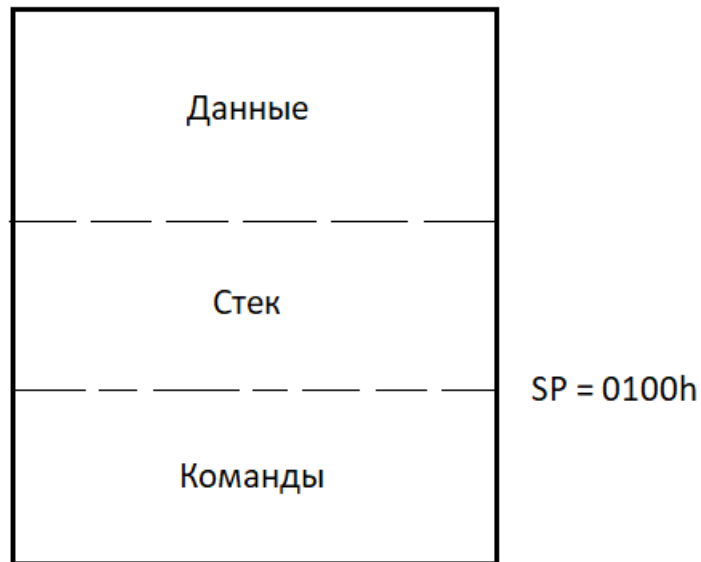 Данные
Стек
SP = 0100h
Команды